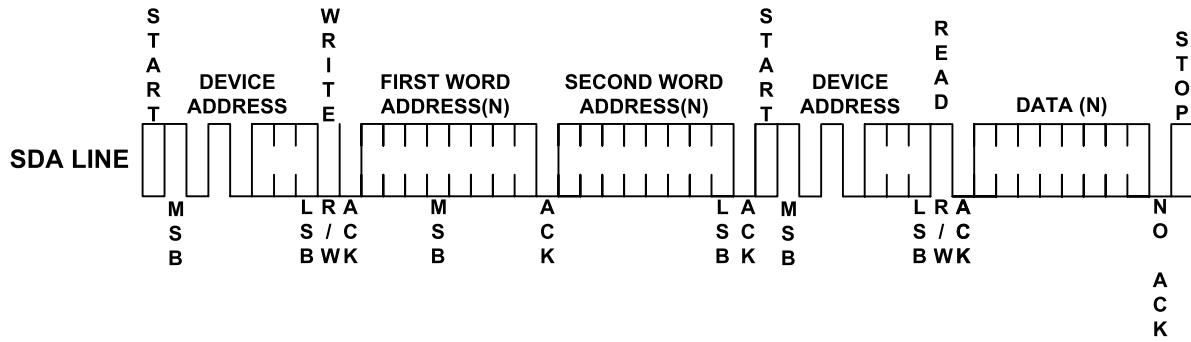 START
WRITE
START
READ
STOP
DEVICE
ADDRESS
FIRST WORD
ADDRESS(N)
SECOND WORD
ADDRESS(N)
DEVICE
ADDRESS
DATA (N)
SDA LINE
MSB
LSB
R/W
ACK
MSB
ACK
LSB
ACK
MSB
LSB
R/W
ACK
NO ACK